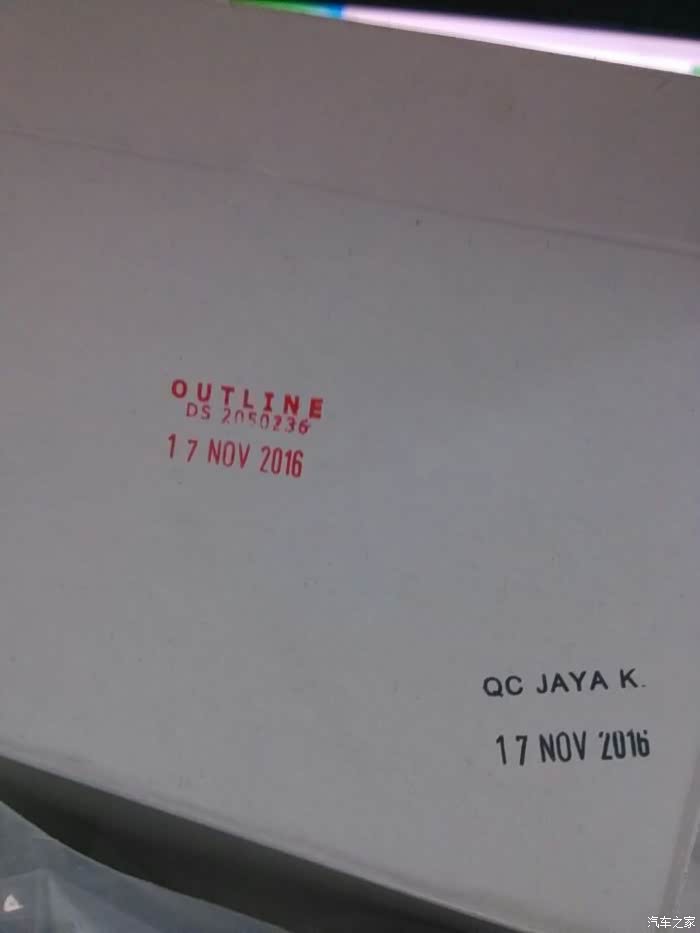 OUTLINE
DS 2050236
17 NOV 2016
QC JAYA K.
17 NOV 2016
汽车之家